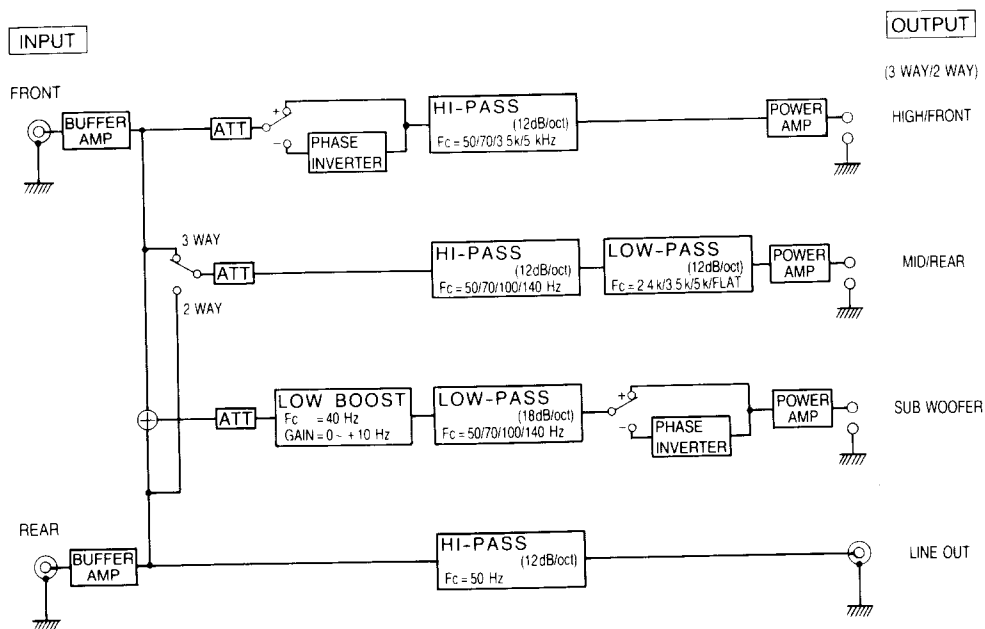 INPUT
OUTPUT
(3 WAY/2 WAY)
FRONT
BUFFER
AMP
ATT
+
−
PHASE
INVERTER
HI-PASS
(12dB/oct)
Fc = 50/70/3.5k/5 kHz
POWER
AMP
HIGH/FRONT
3 WAY
2 WAY
ATT
HI-PASS
(12dB/oct)
Fc = 50/70/100/140 Hz
LOW-PASS
(12dB/oct)
Fc = 2.4k/3.5k/5k/FLAT
POWER
AMP
MID/REAR
ATT
LOW BOOST
Fc = 40 Hz
GAIN = 0 ~ +10 Hz
LOW-PASS
(18dB/oct)
Fc = 50/70/100/140 Hz
+
−
PHASE
INVERTER
POWER
AMP
SUB WOOFER
REAR
BUFFER
AMP
HI-PASS
(12dB/oct)
Fc = 50 Hz
LINE OUT